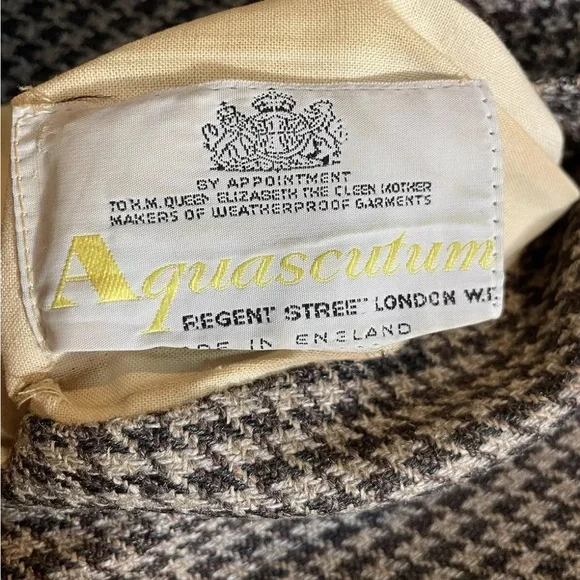 BY APPOINTMENT
TO H.M. QUEEN ELIZABETH THE QUEEN MOTHER
MAKERS OF WEATHERPROOF GARMENTS
Aquascutum
REGENT STREET LONDON W.1.
MADE IN ENGLAND